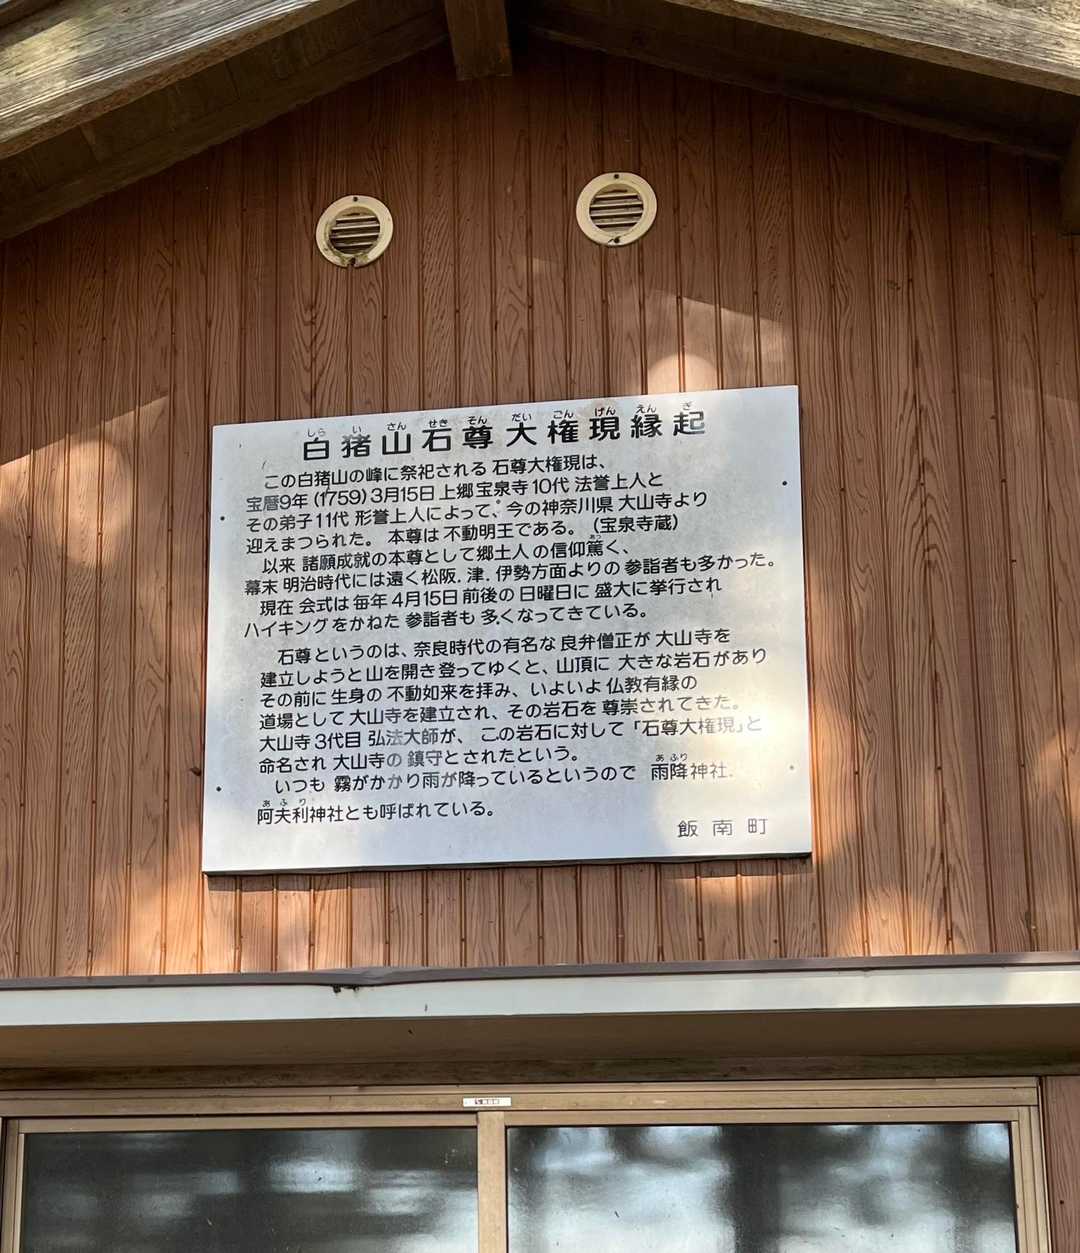 白猪山石尊大権現縁起
この白猪山の峰に祭祀される 石尊大権現は、
宝暦9年(1759)3月15日 上郷 宝泉寺 10代 法誉上人と
その弟子 11代 形誉上人によって、今の神奈川県 大山寺より
迎えまつられた。 本尊は 不動明王である。 (宝泉寺蔵)
以来 諸願成就の本尊として郷土人の信仰篤く、
幕末 明治時代には遠く松阪.津.伊勢方面よりの参詣者も多かった。
現在 会式は 毎年4月15日前後の日曜日に盛大に挙行され
ハイキングをかねた 参詣者も 多くなってきている。
石尊というのは、奈良時代の有名な良弁僧正が大山寺を
建立しようと山を開き登ってゆくと、山頂に 大きな岩石があり
その前に生身の不動如来を拝み、いよいよ仏教有縁の
道場として 大山寺を建立され、その岩石を 尊崇されてきた。
大山寺3代目 弘法大師が、 この岩石に対して「石尊大権現」と
命名され 大山寺の 鎮守とされたという。
いつも 霧がかかり雨が降っているというので 雨降神社.
阿夫利神社とも呼ばれている。
飯南町